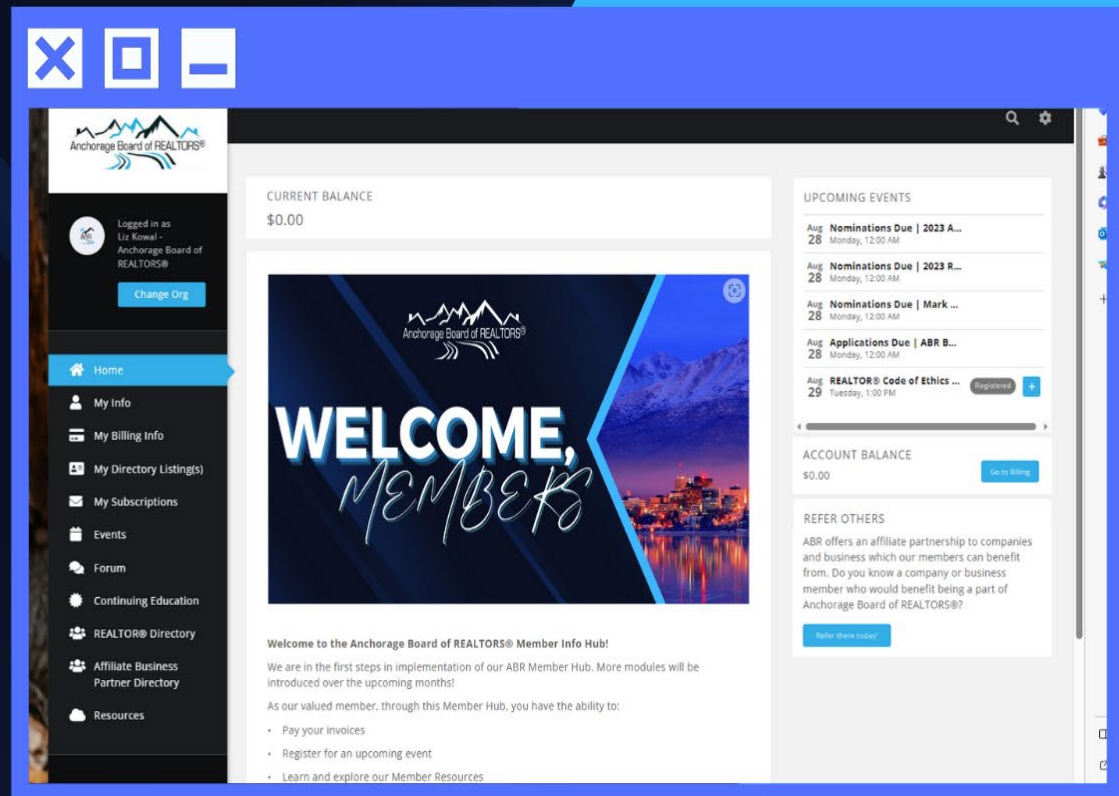 Anchorage Board of REALTORS®
Logged in as
Liz Kowal -
Anchorage Board of
REALTORS®
Change Org
Home
My Info
My Billing Info
My Directory Listing(s)
My Subscriptions
Events
Forum
Continuing Education
REALTOR® Directory
Affiliate Business
Partner Directory
Resources
CURRENT BALANCE
$0.00
Anchorage Board of REALTORS®
WELCOME,
MEMBERS
Welcome to the Anchorage Board of REALTORS® Member Info Hub!
We are in the first steps in implementation of our ABR Member Hub. More modules will be
introduced over the upcoming months!
As our valued member, through this Member Hub, you have the ability to:
• Pay your invoices
• Register for an upcoming event
• Learn and explore our Member Resources
UPCOMING EVENTS
Aug 28 Nominations Due | 2023 A...
Monday, 12:00 AM
Aug 28 Nominations Due | 2023 R...
Monday, 12:00 AM
Aug 28 Nominations Due | Mark ...
Monday, 12:00 AM
Aug 28 Applications Due | ABR B...
Monday, 12:00 AM
Aug 29 REALTOR® Code of Ethics ... Registered +
Tuesday, 1:00 PM
ACCOUNT BALANCE
$0.00 Go to Billing
REFER OTHERS
ABR offers an affiliate partnership to companies
and business which our members can benefit
from. Do you know a company or business
member who would benefit being a part of
Anchorage Board of REALTORS®?
Refer them today!